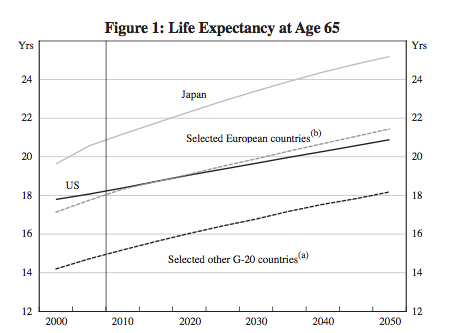 Figure 1: Life Expectancy at Age 65
Yrs Yrs
24 24
Japan
22 22
Selected European countries(b)
20 20
US
18 18
16 16
Selected other G-20 countries(a)
14 14
12 12
2000 2010 2020 2030 2040 2050